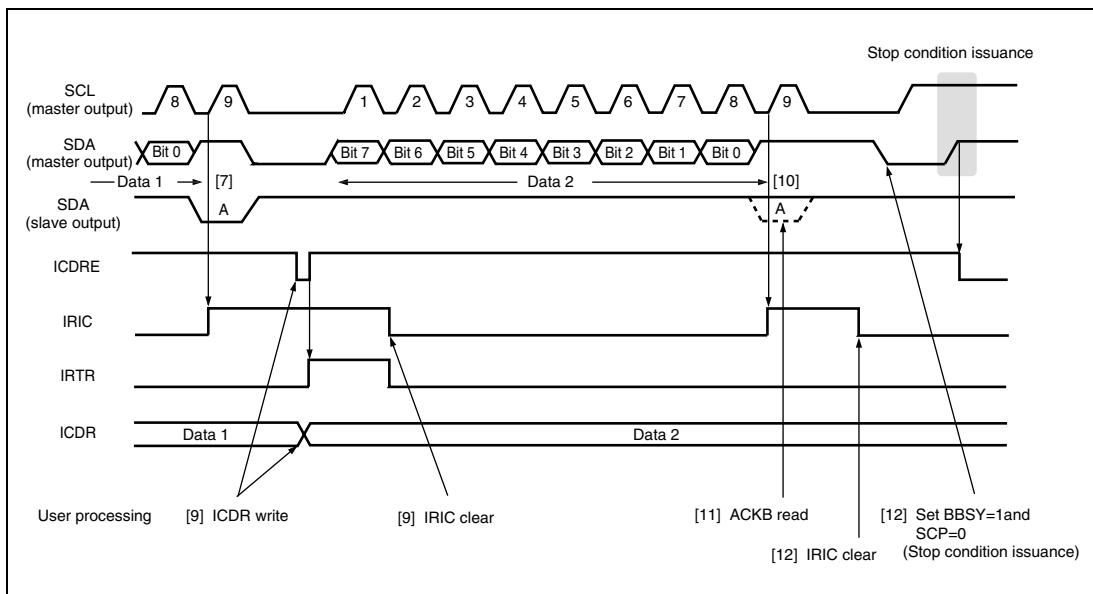 Stop condition issuance
SCL
(master output)
8 9 1 2 3 4 5 6 7 8 9
SDA
(master output)
Bit 0 Bit 7 Bit 6 Bit 5 Bit 4 Bit 3 Bit 2 Bit 1 Bit 0
Data 1 [7] Data 2 [10]
SDA
(slave output)
A A
ICDRE
IRIC
IRTR
ICDR
Data 1 Data 2
User processing [9] ICDR write [9] IRIC clear [11] ACKB read [12] Set BBSY=1and
SCP=0
(Stop condition issuance)
[12] IRIC clear